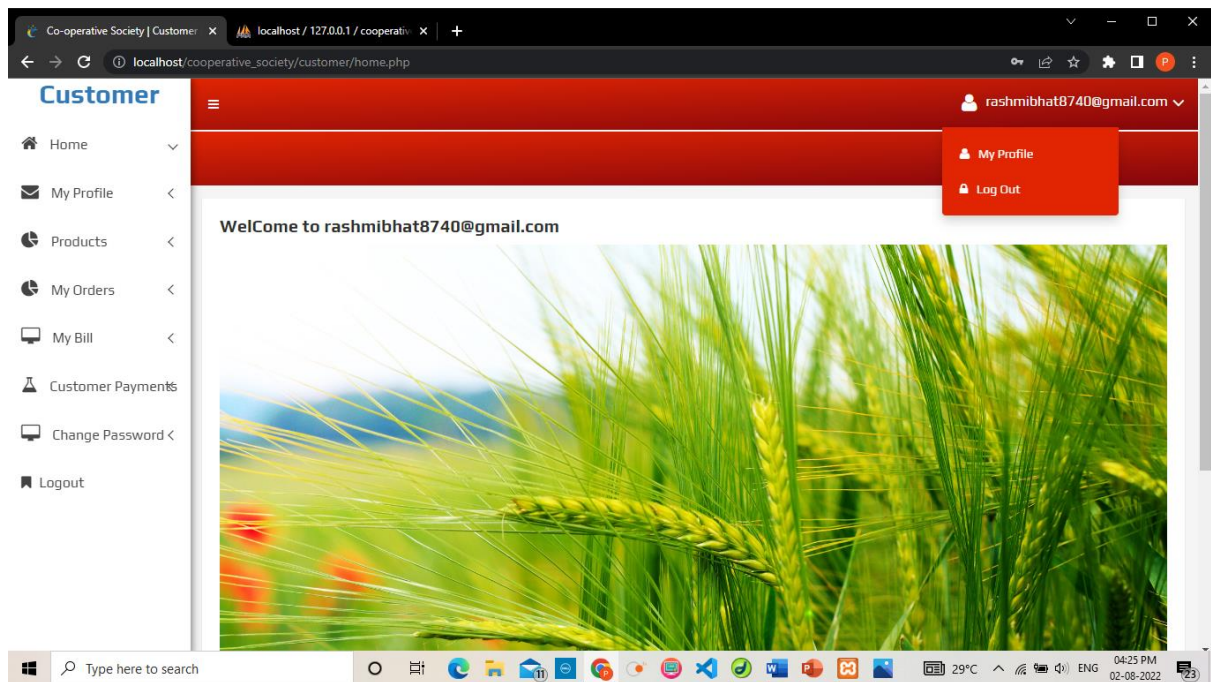 Co-operative Society | Customer
localhost / 127.0.0.1 / cooperativ
localhost/cooperative_society/customer/home.php
P
Customer
rashmibhat8740@gmail.com
Home
My Profile
Products
My Orders
My Bill
Customer Payments
Change Password
Logout
My Profile
Log Out
WelCome to rashmibhat8740@gmail.com
Type here to search
11
29°C
ENG
04:25 PM
02-08-2022
23